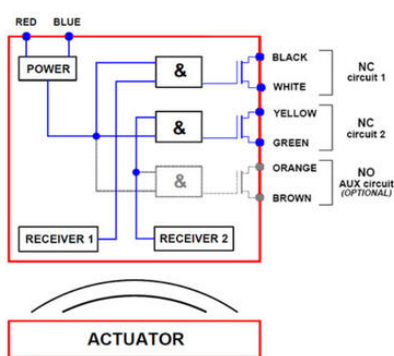 RED BLUE
POWER
&
BLACK
WHITE
NC
circuit 1
&
YELLOW
GREEN
NC
circuit 2
&
ORANGE
BROWN
NO
AUX circuit
(OPTIONAL)
RECEIVER 1
RECEIVER 2
ACTUATOR